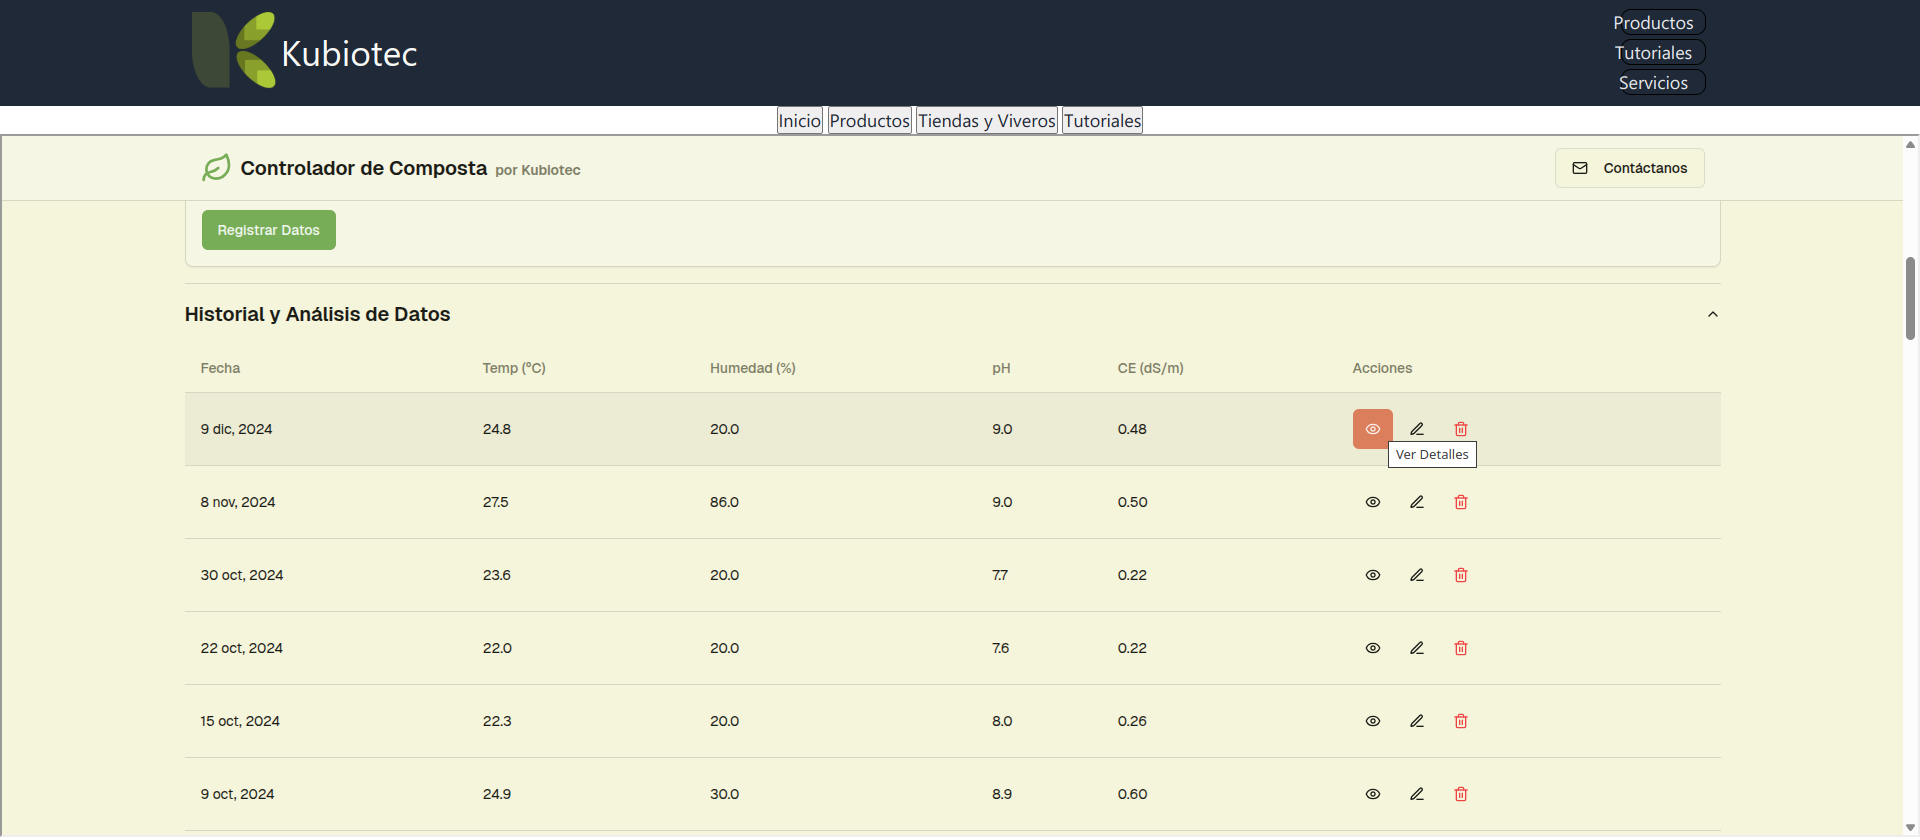 Kubiotec
Productos
Tutoriales
Servicios
Inicio Productos Tiendas y Viveros Tutoriales
Controlador de Composta por Kubiotec
Contáctanos
Registrar Datos
Historial y Análisis de Datos
Fecha Temp (°C) Humedad (%) pH CE (dS/m) Acciones
9 dic, 2024 24.8 20.0 9.0 0.48
Ver Detalles
8 nov, 2024 27.5 86.0 9.0 0.50
30 oct, 2024 23.6 20.0 7.7 0.22
22 oct, 2024 22.0 20.0 7.6 0.22
15 oct, 2024 22.3 20.0 8.0 0.26
9 oct, 2024 24.9 30.0 8.9 0.60